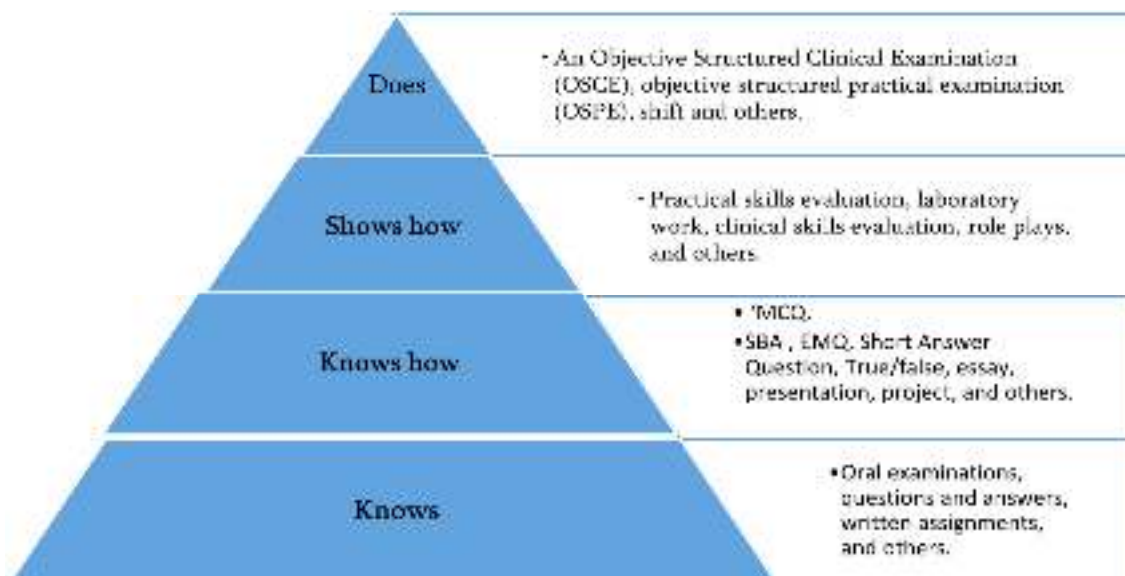 Does
- An Objective Structured Clinical Examination
(OSCE), objective structured practical examination
(OSPE), shift and others.
Shows how
- Practical skills evaluation, laboratory
work, clinical skills evaluation, role plays,
and others.
Knows how
• 'MCQ.
•SBA , EMQ. Short Answer
Question, True/false, essay,
presentation, project, and others.
Knows
•Oral examinations,
questions and answers,
written assignments,
and others.